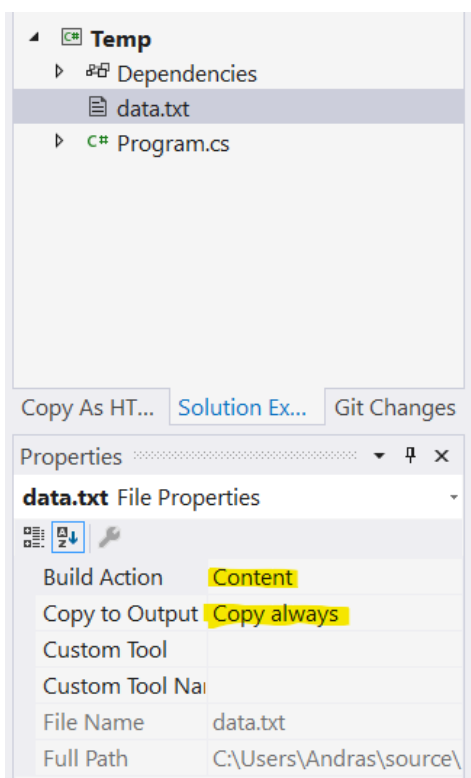 C# Temp
Dependencies
data.txt
C# Program.cs
Copy As HT... Solution Ex... Git Changes
Properties
data.txt File Properties
A Z
Build Action Content
Copy to Output Copy always
Custom Tool
Custom Tool Nai
File Name data.txt
Full Path C:\Users\Andras\source\